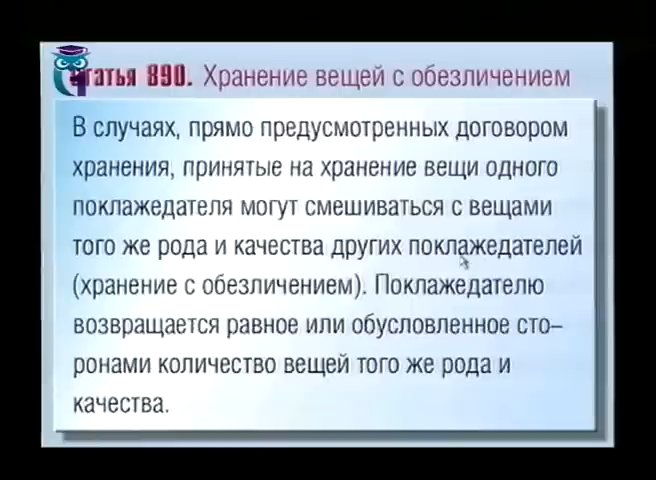 Статья 890. Хранение вещей с обезличением
В случаях, прямо предусмотренных договором
хранения, принятые на хранение вещи одного
поклажедателя могут смешиваться с вещами
того же рода и качества других поклажедателей
(хранение с обезличением). Поклажедателю
возвращается равное или обусловленное сто–
ронами количество вещей того же рода и
качества.